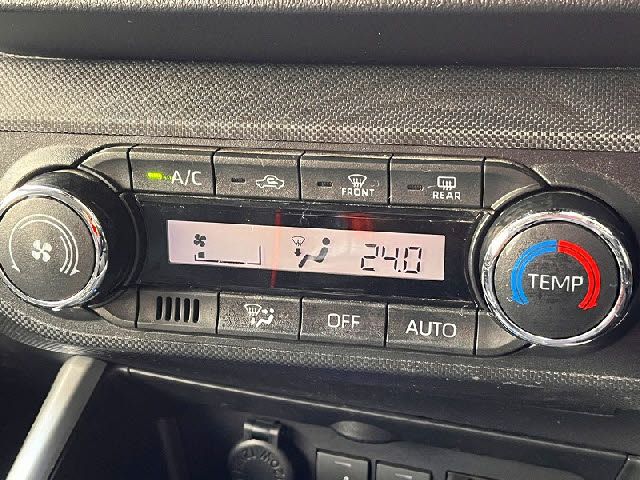 A/C
FRONT
REAR
24.0
TEMP
OFF
AUTO